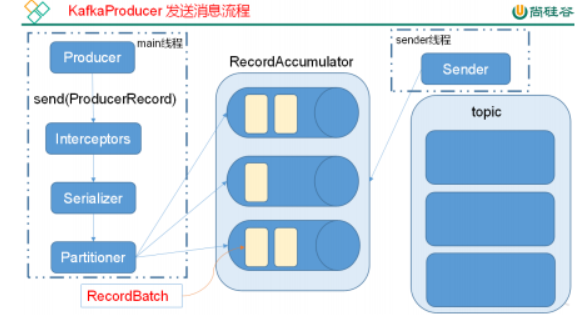 KafkaProducer 发送消息流程
尚硅谷
main线程
Producer
send(ProducerRecord)
Interceptors
Serializer
Partitioner
RecordBatch
RecordAccumulator
sender线程
Sender
topic